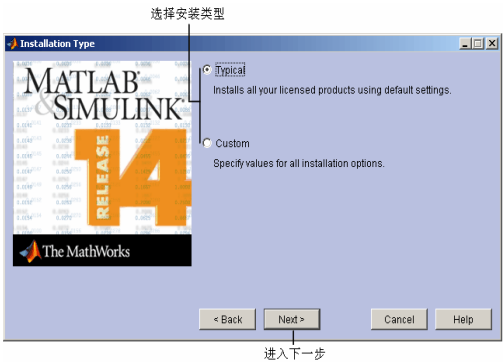 选择安装类型
Installation Type
MATLAB
&SIMULINK
RELEASE
14
The MathWorks
Typical
Installs all your licensed products using default settings.
Custom
Specify values for all installation options.
< Back
Next >
Cancel
Help
进入下一步